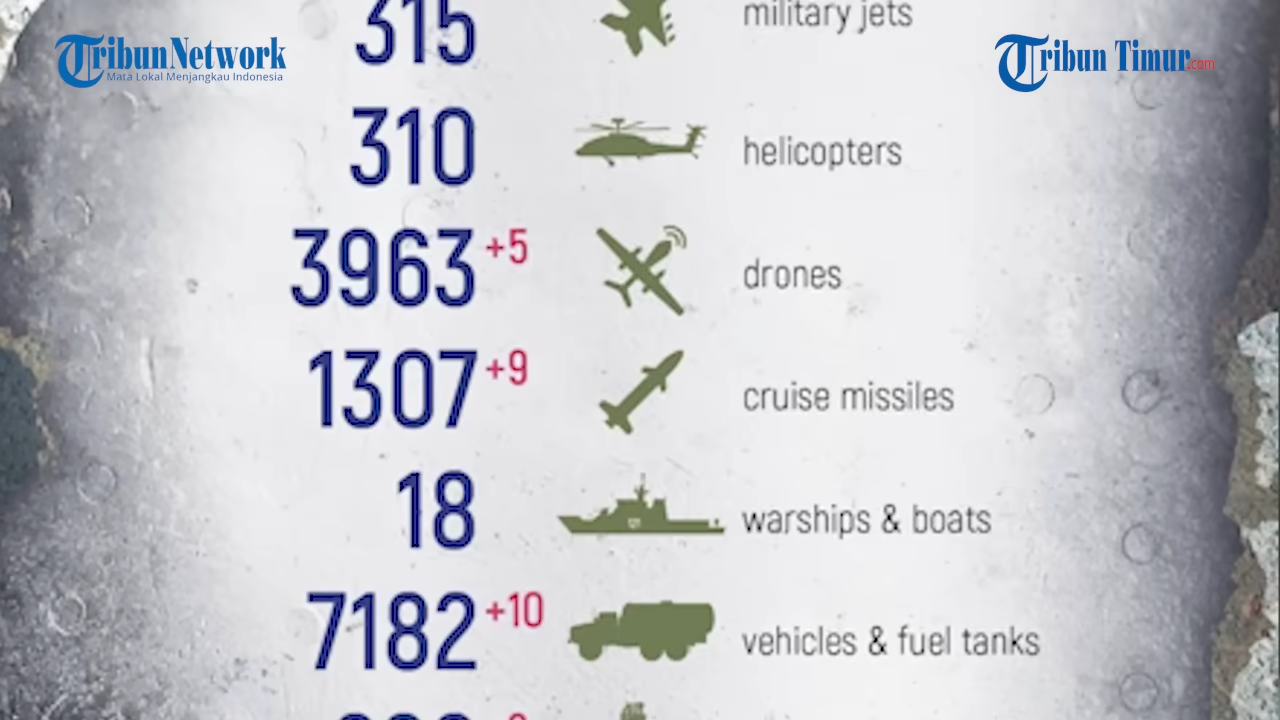 TribunNetwork
Mata Lokal Menjangkau Indonesia
Tribun Timur.com
315 military jets
310 helicopters
3963 +5 drones
1307 +9 cruise missiles
18 warships & boats
7182 +10 vehicles & fuel tanks